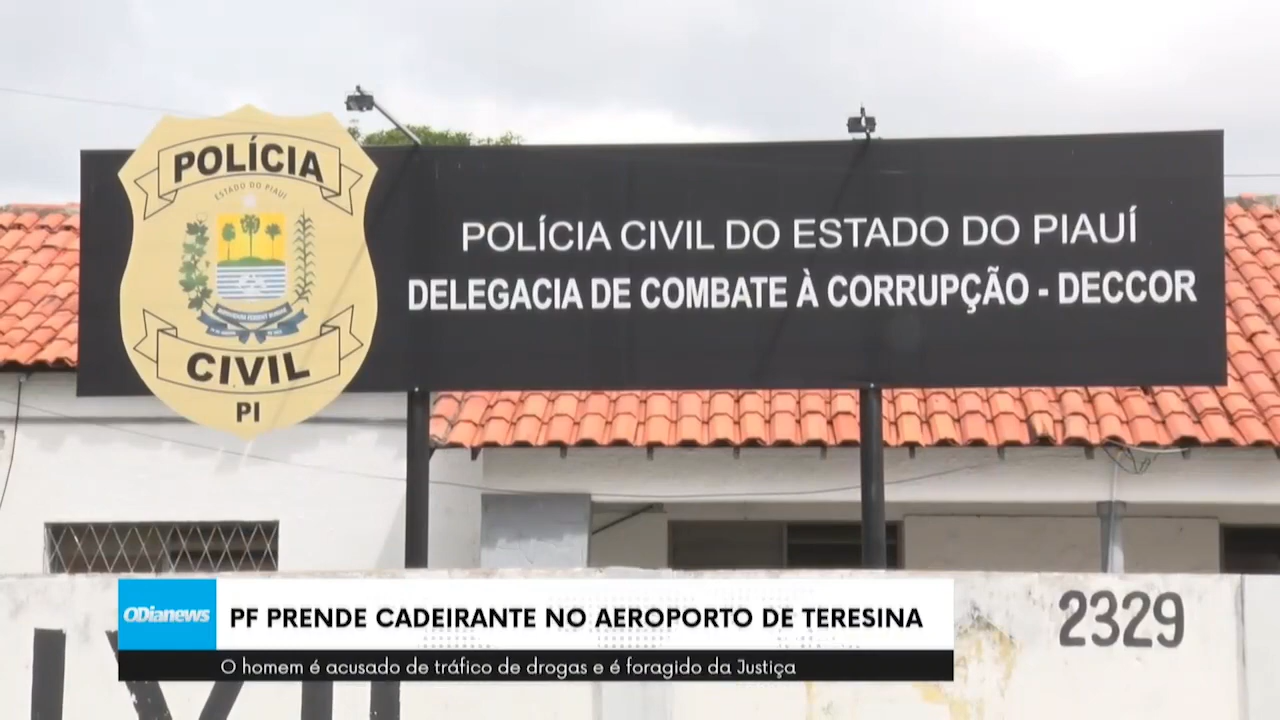 POLÍCIA
ESTADO DO PIAUÍ
CIVIL
PI
POLÍCIA CIVIL DO ESTADO DO PIAUÍ
DELEGACIA DE COMBATE À CORRUPÇÃO - DECCOR
2329
ODianews
PF PRENDE CADEIRANTE NO AEROPORTO DE TERESINA
O homem é acusado de tráfico de drogas e é foragido da Justiça